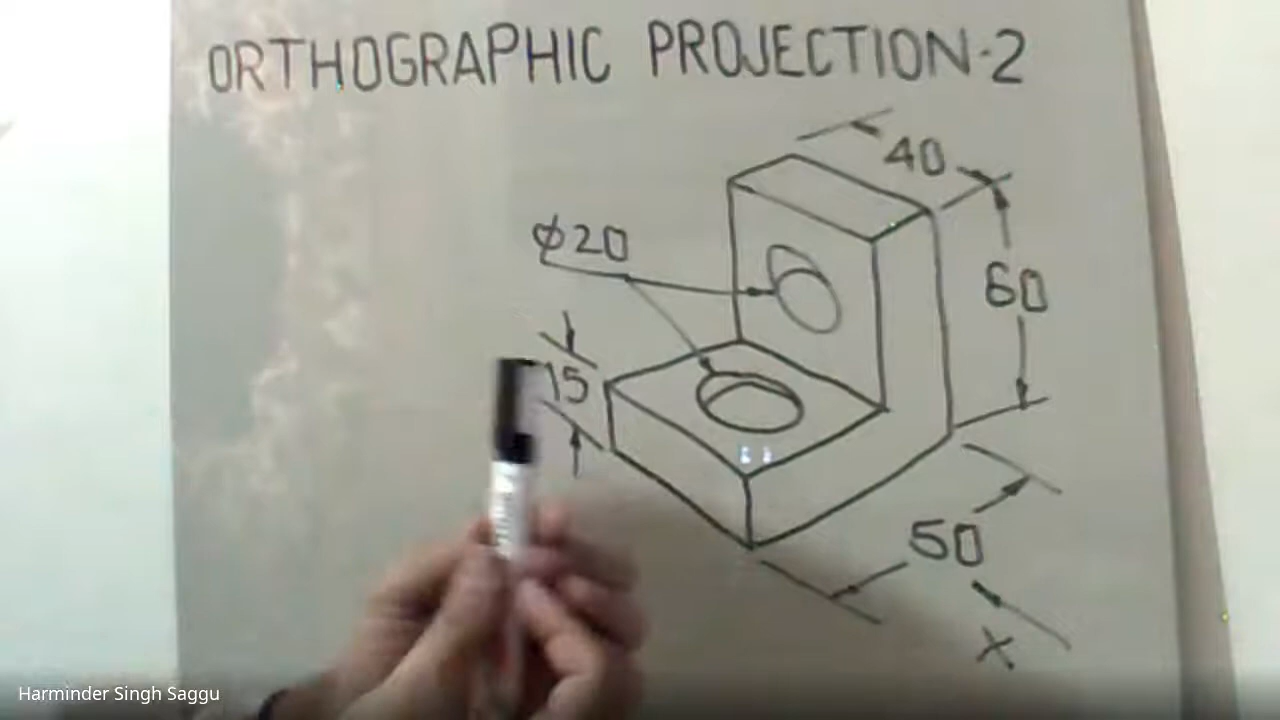 ORTHOGRAPHIC PROJECTION-2
40
ϕ20
60
15
50
X
Harminder Singh Saggu